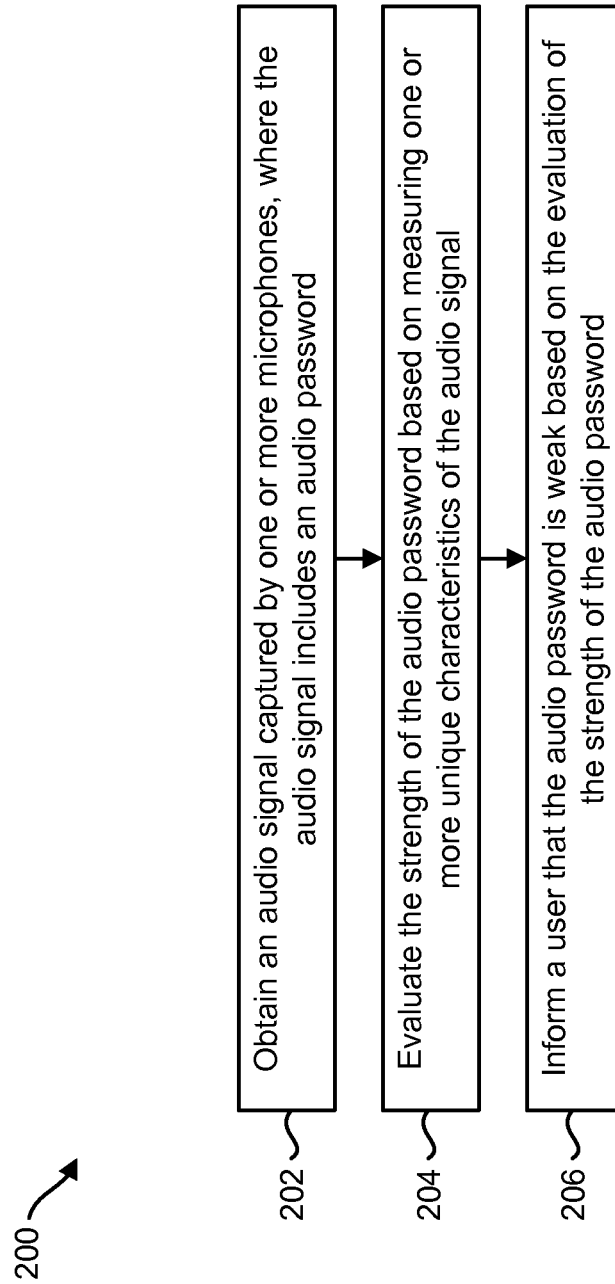 200
202
Obtain an audio signal captured by one or more microphones, where the
audio signal includes an audio password
204
Evaluate the strength of the audio password based on measuring one or
more unique characteristics of the audio signal
206
Inform a user that the audio password is weak based on the evaluation of
the strength of the audio password